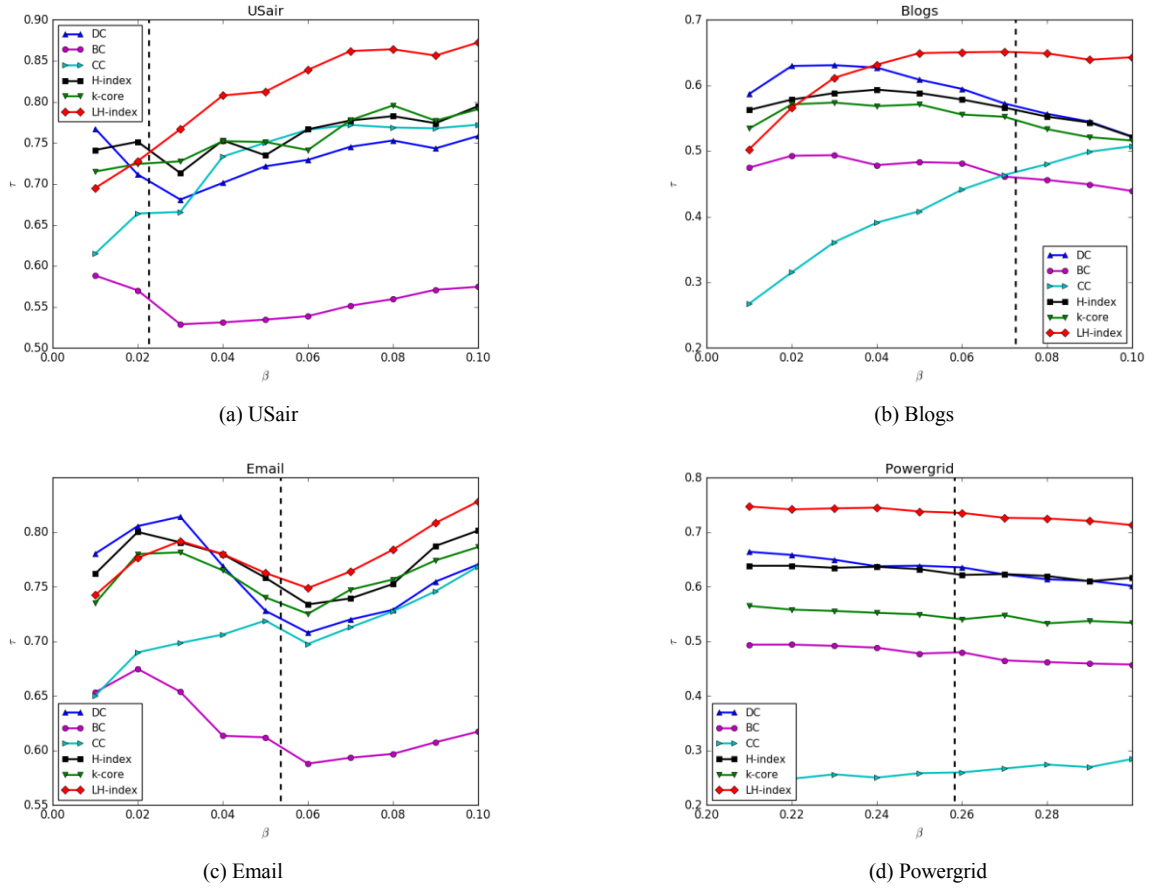 USair
0.90
0.85
0.80
0.75
0.70
0.65
0.60
0.55
0.50
τ
DC
BC
CC
H-index
k-core
LH-index
0.00
0.02
0.04
0.06
0.08
0.10
β
(a) USair
Blogs
0.7
0.6
0.5
0.4
0.3
0.2
τ
DC
BC
CC
H-index
k-core
LH-index
0.00
0.02
0.04
0.06
0.08
0.10
β
(b) Blogs
Email
0.80
0.75
0.70
0.65
0.60
0.55
τ
DC
BC
CC
H-index
k-core
LH-index
0.00
0.02
0.04
0.06
0.08
0.10
β
(c) Email
Powergrid
0.8
0.7
0.6
0.5
0.4
0.3
0.2
τ
DC
BC
CC
H-index
k-core
LH-index
0.20
0.22
0.24
0.26
0.28
β
(d) Powergrid